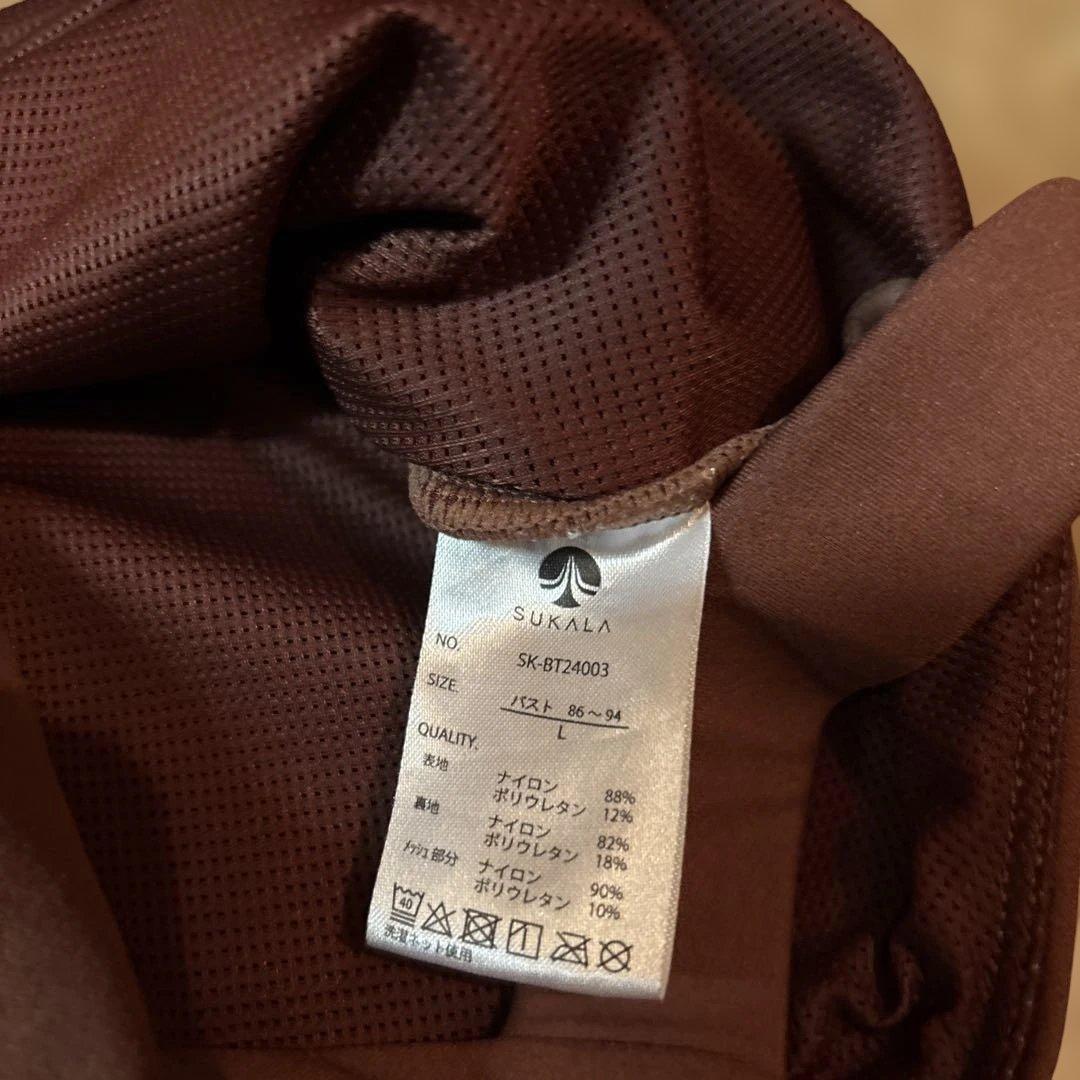 SUKALA
NO. SK-BT24003
SIZE. バスト 86～94
L
QUALITY.
表地 ナイロン 88%
ポリウレタン 12%
裏地 ナイロン 82%
ポリウレタン 18%
メッシュ部分 ナイロン 90%
ポリウレタン 10%
40
洗濯ネット使用